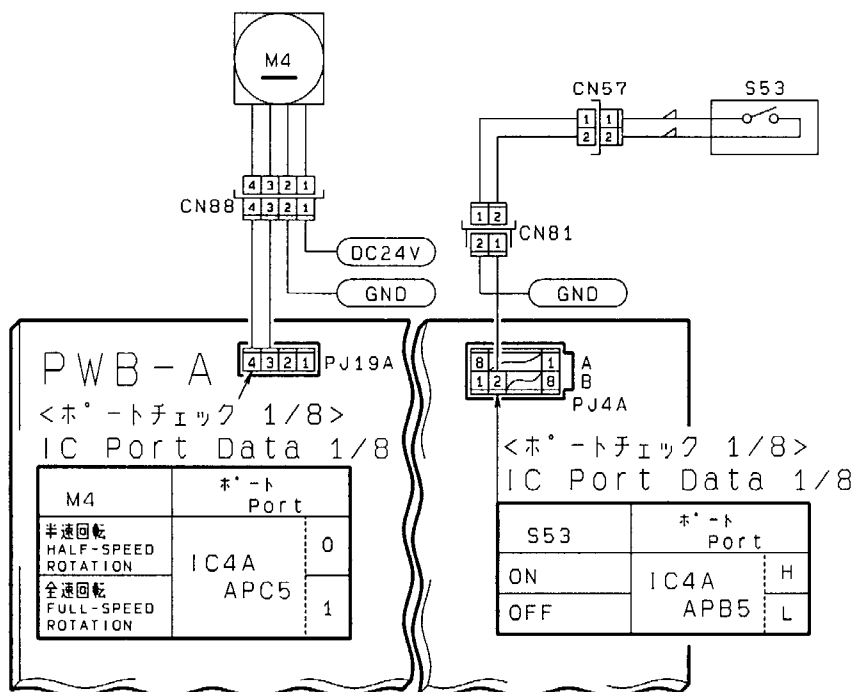 M4
CN57
S53
1 1
2 2
4 3 2 1
CN88 4 3 2 1
1 2
2 1 CN81
DC24V
GND
GND
PWB-A
4 3 2 1 PJ19A
8 1 A
1 2 8 B
PJ4A
<ポートチェック 1/8>
IC Port Data 1/8
M4 ポート
Port
半速回転
HALF-SPEED
ROTATION
IC4A
APC5
0
全速回転
FULL-SPEED
ROTATION
1
<ポートチェック 1/8>
IC Port Data 1/8
S53 ポート
Port
ON IC4A H
OFF APB5 L